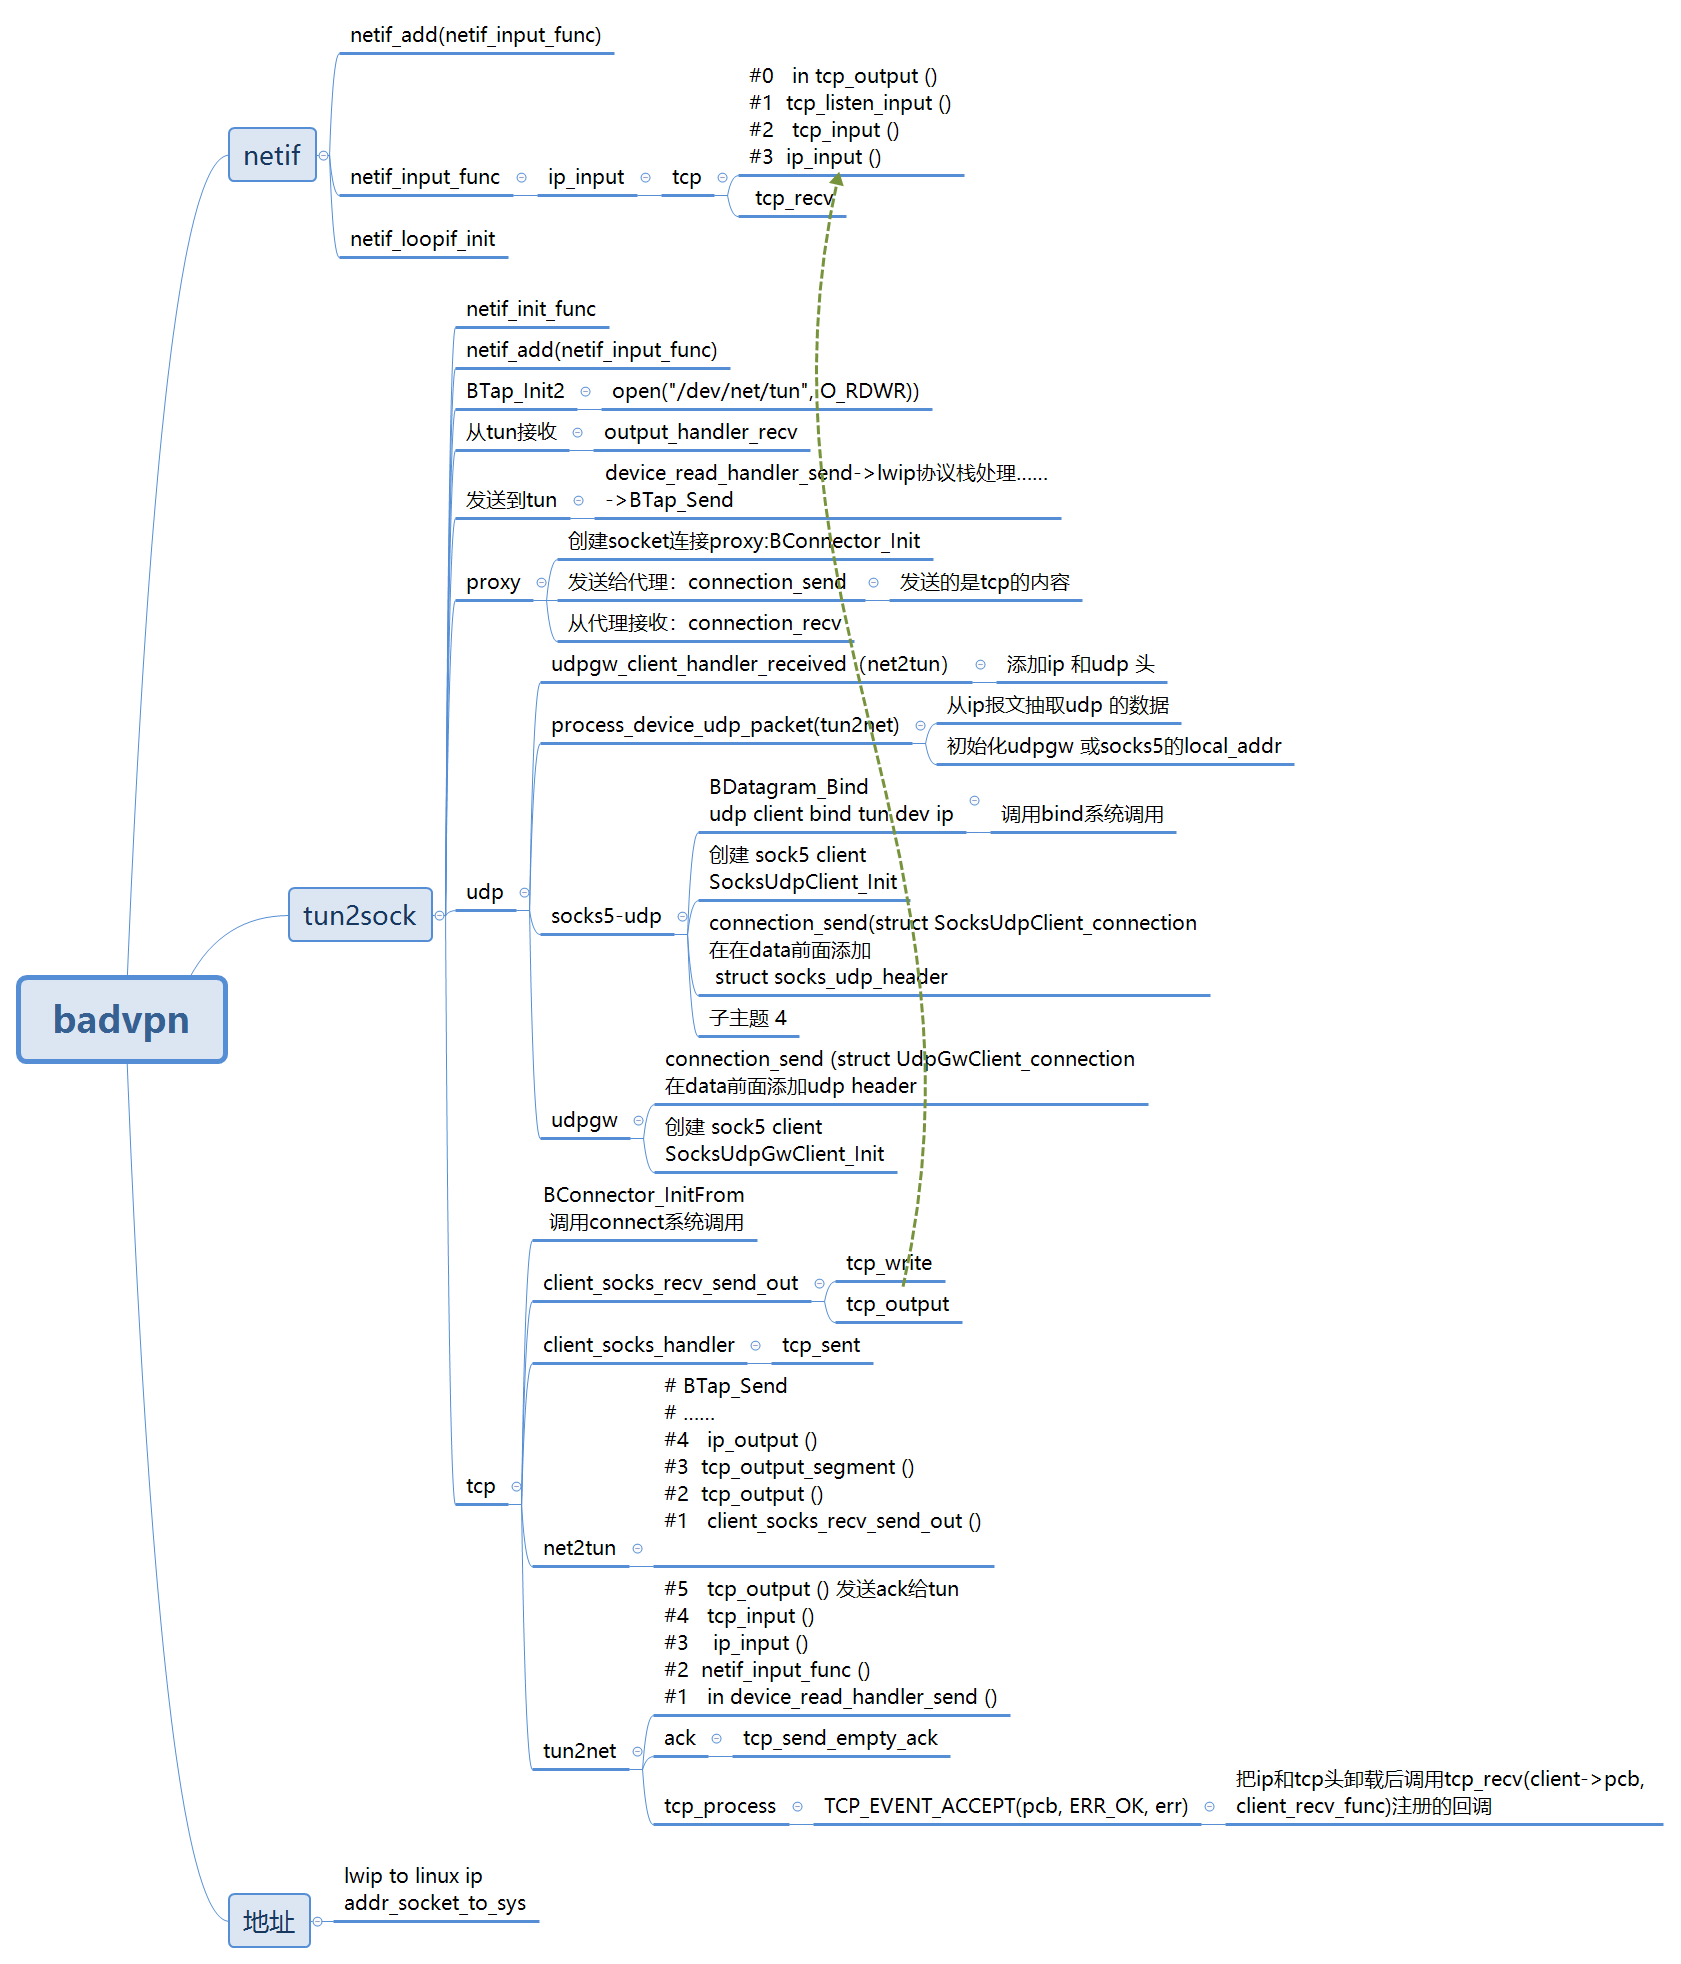 netif_add(netif_input_func)
#0 in tcp_output ()
#1 tcp_listen_input ()
#2 tcp_input ()
#3 ip_input ()
netif
netif_input_func
ip_input
tcp
tcp_recv
netif_loopif_init
netif_init_func
netif_add(netif_input_func)
BTap_Init2
open("/dev/net/tun", O_RDWR))
从tun接收
output_handler_recv
发送到tun
device_read_handler_send->lwip协议栈处理......
->BTap_Send
proxy
创建socket连接proxy:BConnector_Init
发送给代理：connection_send
发送的是tcp的内容
从代理接收：connection_recv
udpgw_client_handler_received（net2tun）
添加ip 和udp 头
process_device_udp_packet(tun2net)
从ip报文抽取udp 的数据
初始化udpgw 或socks5的local_addr
BDatagram_Bind
udp client bind tun dev ip
调用bind系统调用
udp
tun2sock
socks5-udp
创建 sock5 client
SocksUdpClient_Init
connection_send(struct SocksUdpClient_connection
在在data前面添加
struct socks_udp_header
子主题 4
badvpn
udpgw
connection_send (struct UdpGwClient_connection
在data前面添加udp header
创建 sock5 client
SocksUdpGwClient_Init
BConnector_InitFrom
调用connect系统调用
client_socks_recv_send_out
tcp_write
tcp_output
client_socks_handler
tcp_sent
tcp
net2tun
# BTap_Send
# ......
#4 ip_output ()
#3 tcp_output_segment ()
#2 tcp_output ()
#1 client_socks_recv_send_out ()
tun2net
#5 tcp_output () 发送ack给tun
#4 tcp_input ()
#3 ip_input ()
#2 netif_input_func ()
#1 in device_read_handler_send ()
ack
tcp_send_empty_ack
tcp_process
TCP_EVENT_ACCEPT(pcb, ERR_OK, err)
把ip和tcp头卸载后调用tcp_recv(client->pcb,
client_recv_func)注册的回调
地址
lwip to linux ip
addr_socket_to_sys